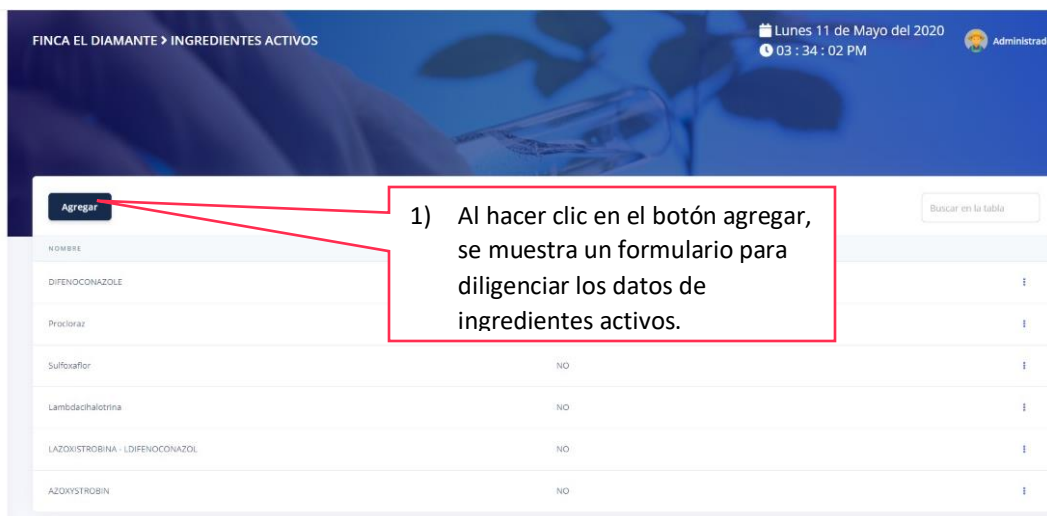 FINCA EL DIAMANTE > INGREDIENTES ACTIVOS
Lunes 11 de Mayo del 2020
03 : 34 : 02 PM
Administrad
Agregar
Buscar en la tabla
1) Al hacer clic en el botón agregar,
se muestra un formulario para
diligenciar los datos de
ingredientes activos.
NOMBRE
DIFENOCONAZOLE
Procloraz
Sulfoxaflor NO
Lambdacihalotrina NO
LAZOXISTROBINA - LDIFENOCONAZOL NO
AZOXYSTROBIN NO